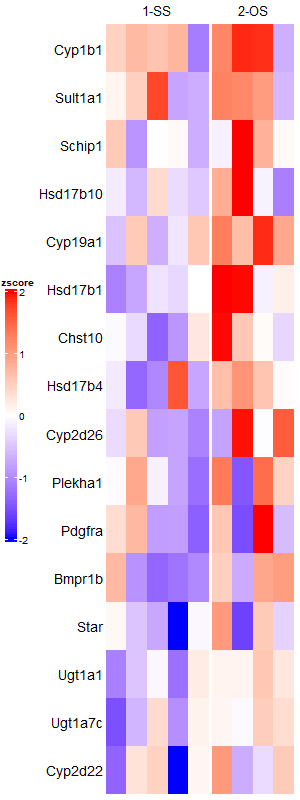 1-SS 2-OS
Cyp1b1
Sult1a1
Schip1
Hsd17b10
Cyp19a1
Hsd17b1
Chst10
Hsd17b4
Cyp2d26
Plekha1
Pdgfra
Bmpr1b
Star
Ugt1a1
Ugt1a7c
Cyp2d22
zscore
2
1
0
-1
-2